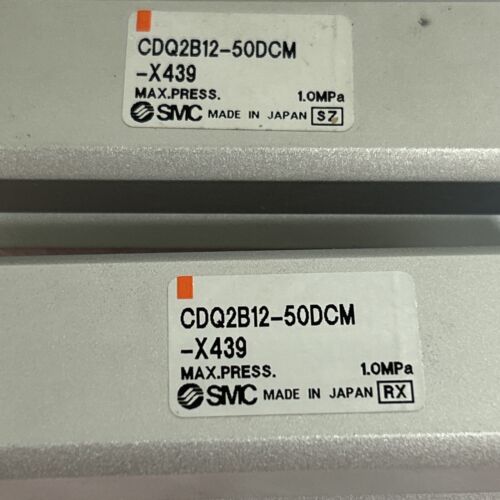 CDQ2B12-50DCM
-X439
MAX.PRESS. 1.0MPa
SMC MADE IN JAPAN SZ
CDQ2B12-50DCM
-X439
MAX.PRESS. 1.0MPa
SMC MADE IN JAPAN RX